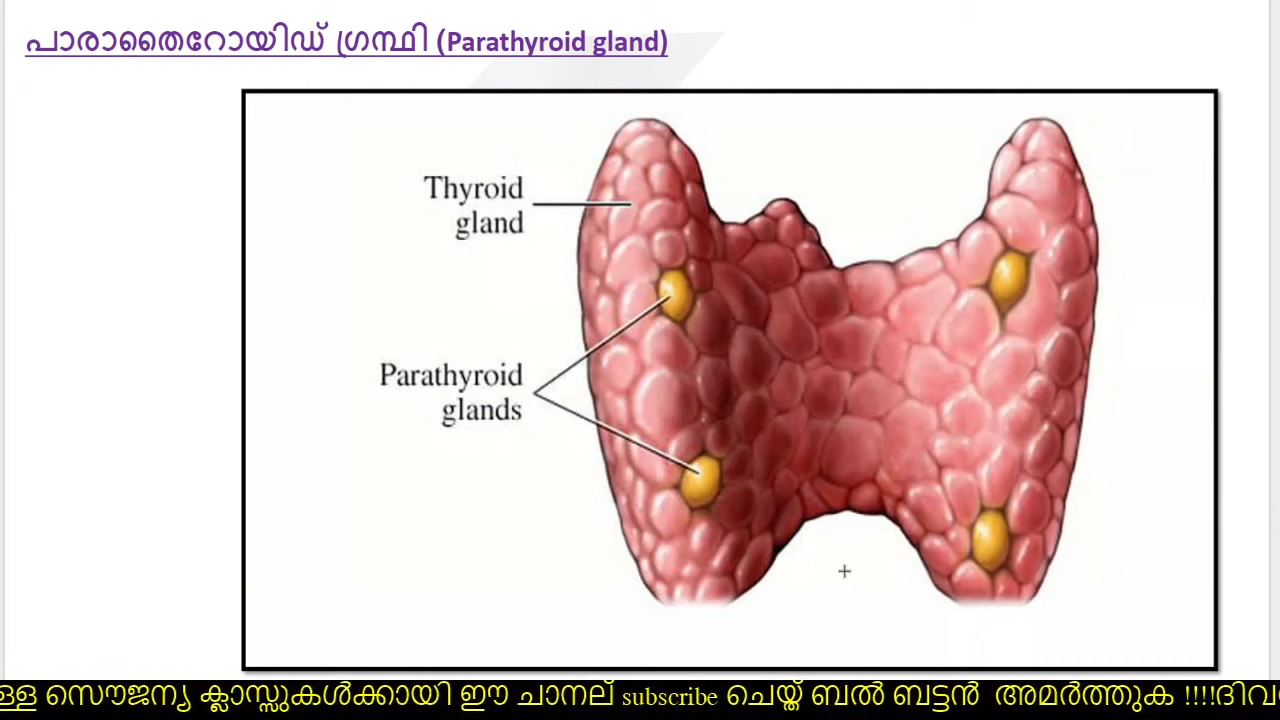 പാരാതൈറോയിഡ് ഗ്രന്ഥി (Parathyroid gland)
Thyroid
gland
Parathyroid
glands
ള്ള സൌജന്യ ക്ലാസ്സുകൾക്കായി ഈ ചാനല് subscribe ചെയ്ത് ബൽ ബട്ടൻ അമർത്തുക !!!!ദിവ